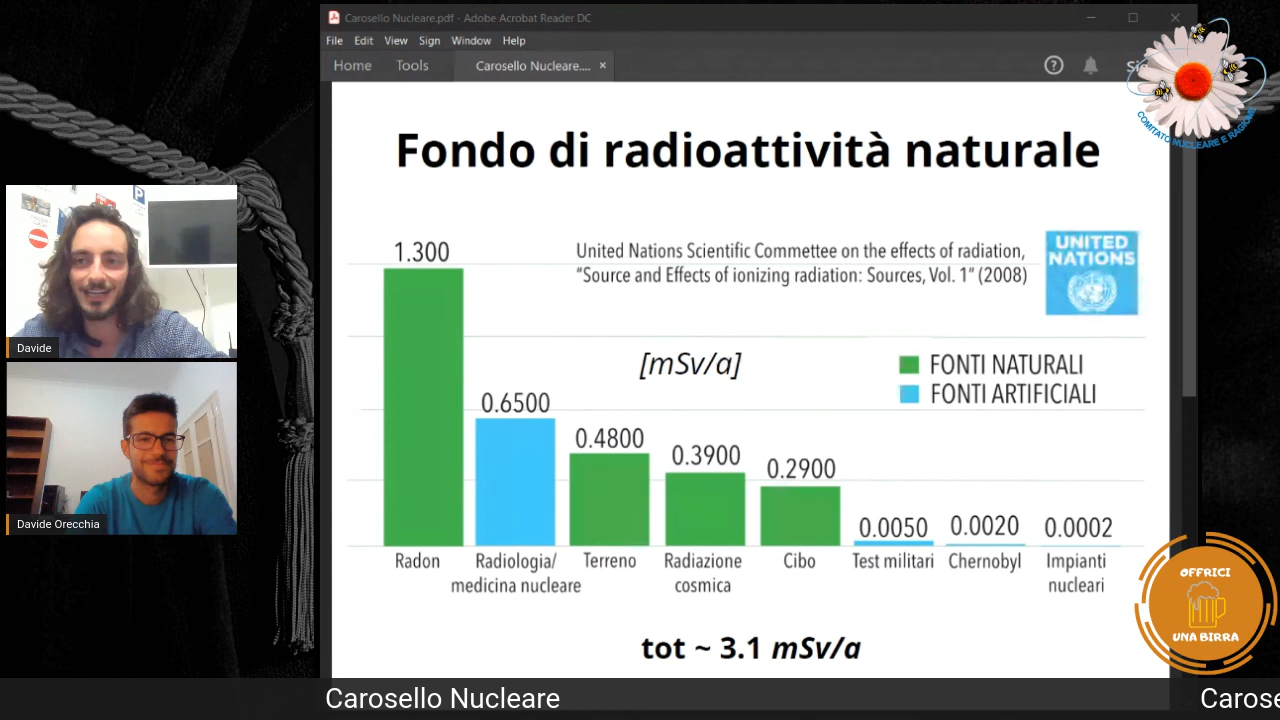 Carosello Nucleare.pdf - Adobe Acrobat Reader DC
File Edit View Sign Window Help
Home Tools Carosello Nucleare.... ×
COMITATO NUCLEARE E RAGIONE
Fondo di radioattività naturale
United Nations Scientific Committee on the effects of radiation,
"Source and Effects of ionizing radiation: Sources, Vol. 1" (2008)
UNITED
NATIONS
[mSv/a]
FONTI NATURALI
FONTI ARTIFICIALI
1.300
0.6500
0.4800
0.3900
0.2900
0.0050
0.0020
0.0002
Radon
Radiologia/
medicina nucleare
Terreno
Radiazione
cosmica
Cibo
Test militari
Chernobyl
Impianti
nucleari
tot ~ 3.1 mSv/a
Davide
Davide Orecchia
OFFRICI
UNA BIRRA
Carosello Nucleare
Carose